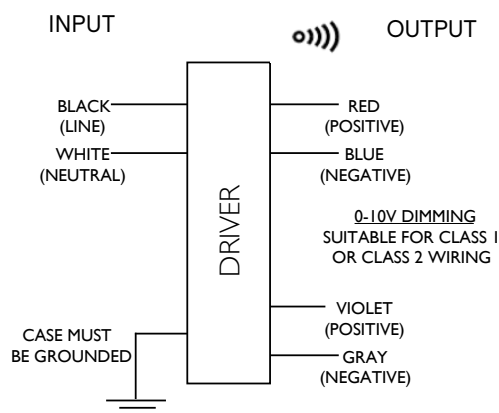 INPUT
OUTPUT
BLACK
(LINE)
WHITE
(NEUTRAL)
CASE MUST
BE GROUNDED
DRIVER
RED
(POSITIVE)
BLUE
(NEGATIVE)
0-10V DIMMING
SUITABLE FOR CLASS 1
OR CLASS 2 WIRING
VIOLET
(POSITIVE)
GRAY
(NEGATIVE)